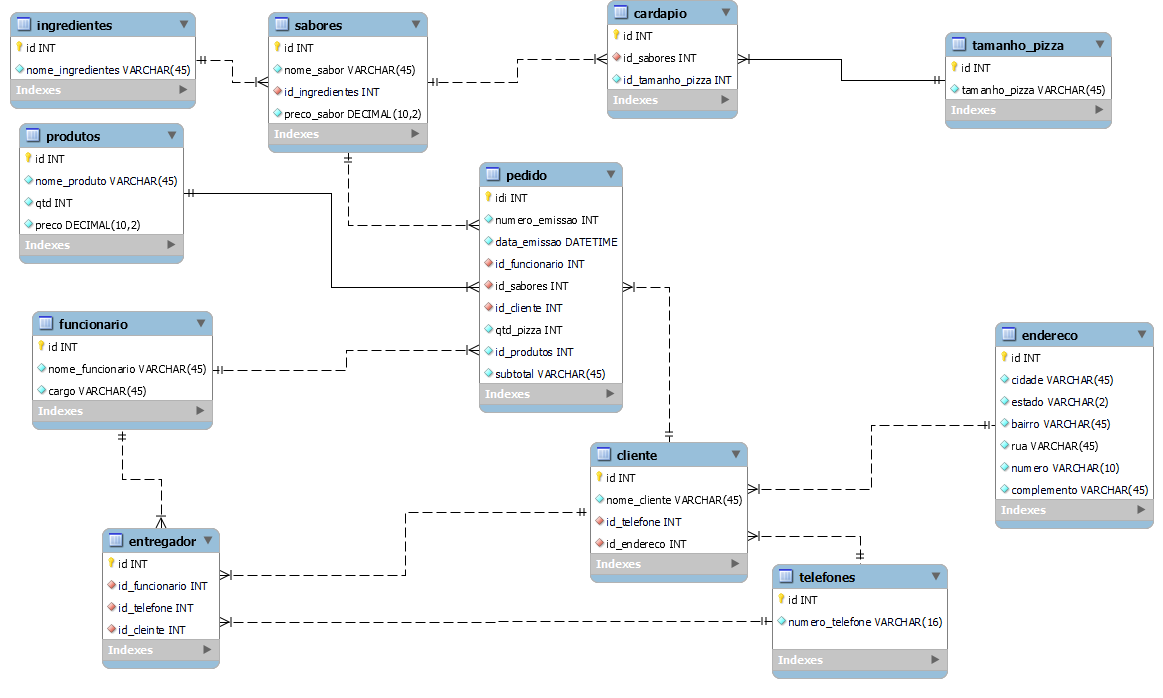 ingredientes
id INT
nome_ingredientes VARCHAR(45)
Indexes
sabores
id INT
nome_sabor VARCHAR(45)
id_ingredientes INT
preco_sabor DECIMAL(10,2)
Indexes
cardapio
id INT
id_sabores INT
id_tamanho_pizza INT
Indexes
tamanho_pizza
id INT
tamanho_pizza VARCHAR(45)
Indexes
produtos
id INT
nome_produto VARCHAR(45)
qtd INT
preco DECIMAL(10,2)
Indexes
pedido
idi INT
numero_emissao INT
data_emissao DATETIME
id_funcionario INT
id_sabores INT
id_cliente INT
qtd_pizza INT
id_produtos INT
subtotal VARCHAR(45)
Indexes
funcionario
id INT
nome_funcionario VARCHAR(45)
cargo VARCHAR(45)
Indexes
endereco
id INT
cidade VARCHAR(45)
estado VARCHAR(2)
bairro VARCHAR(45)
rua VARCHAR(45)
numero VARCHAR(10)
complemento VARCHAR(45)
Indexes
cliente
id INT
nome_cliente VARCHAR(45)
id_telefone INT
id_endereco INT
Indexes
entregador
id INT
id_funcionario INT
id_telefone INT
id_cleinte INT
Indexes
telefones
id INT
numero_telefone VARCHAR(16)
Indexes